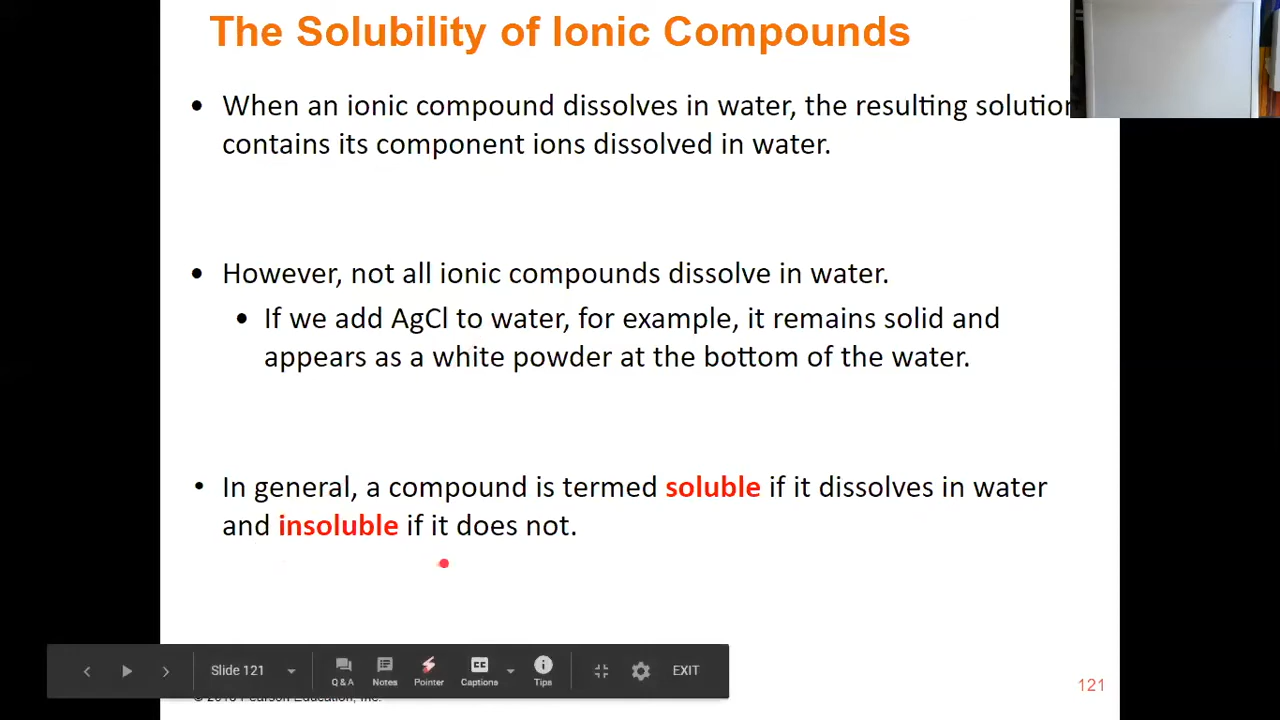 The Solubility of Ionic Compounds
• When an ionic compound dissolves in water, the resulting solution
contains its component ions dissolved in water.
• However, not all ionic compounds dissolve in water.
• If we add AgCl to water, for example, it remains solid and
appears as a white powder at the bottom of the water.
• In general, a compound is termed soluble if it dissolves in water
and insoluble if it does not.
Slide 121
Q&A Notes Pointer CC Captions Tips EXIT
121
Pearson Education, Inc.